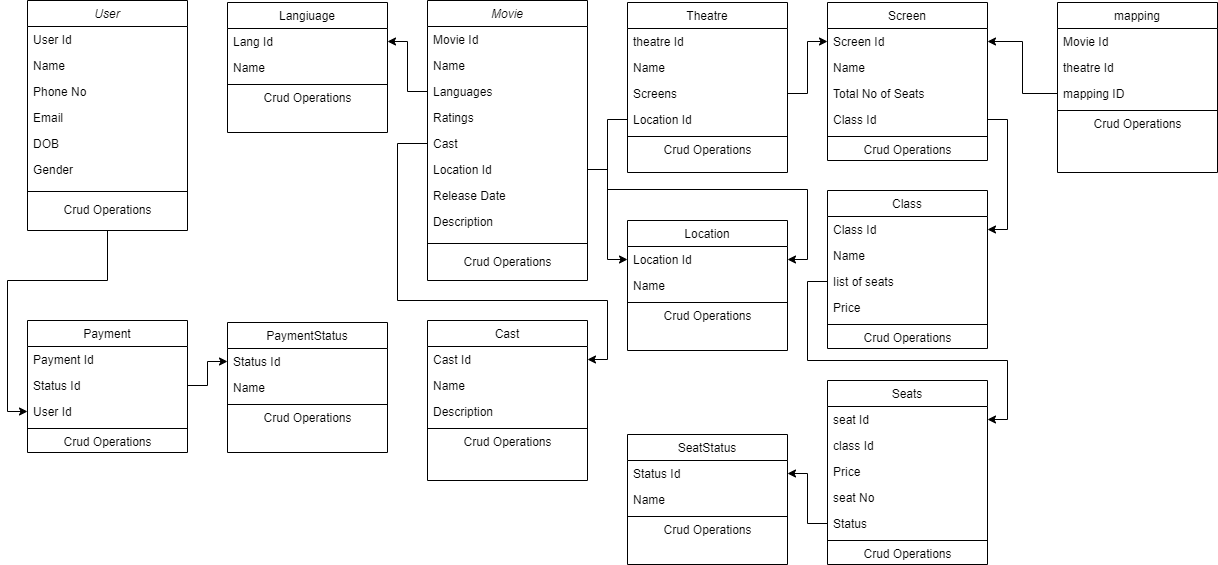 User
User Id
Name
Phone No
Email
DOB
Gender
Crud Operations
Langiuage
Lang Id
Name
Crud Operations
Movie
Movie Id
Name
Languages
Ratings
Cast
Location Id
Release Date
Description
Crud Operations
Theatre
theatre Id
Name
Screens
Location Id
Crud Operations
Screen
Screen Id
Name
Total No of Seats
Class Id
Crud Operations
mapping
Movie Id
theatre Id
mapping ID
Crud Operations
Location
Location Id
Name
Crud Operations
Class
Class Id
Name
list of seats
Price
Crud Operations
Payment
Payment Id
Status Id
User Id
Crud Operations
PaymentStatus
Status Id
Name
Crud Operations
Cast
Cast Id
Name
Description
Crud Operations
SeatStatus
Status Id
Name
Crud Operations
Seats
seat Id
class Id
Price
seat No
Status
Crud Operations